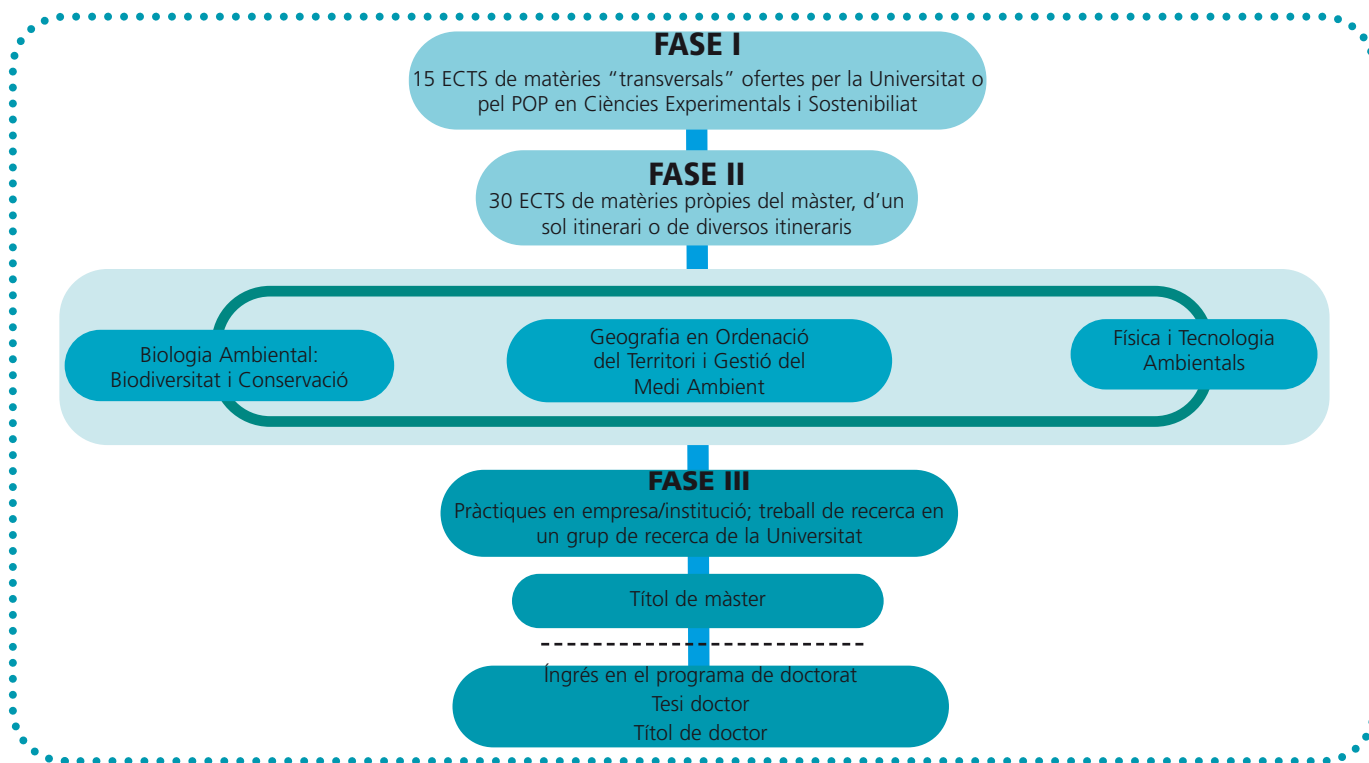 FASE I
15 ECTS de matèries “transversals” ofertes per la Universitat o
pel POP en Ciències Experimentals i Sostenibiliat
FASE II
30 ECTS de matèries pròpies del màster, d’un
sol itinerari o de diversos itineraris
Biologia Ambiental:
Biodiversitat i Conservació
Geografia en Ordenació
del Territori i Gestió del
Medi Ambient
Física i Tecnologia
Ambientals
FASE III
Pràctiques en empresa/institució; treball de recerca en
un grup de recerca de la Universitat
Títol de màster
Íngrés en el programa de doctorat
Tesi doctor
Títol de doctor